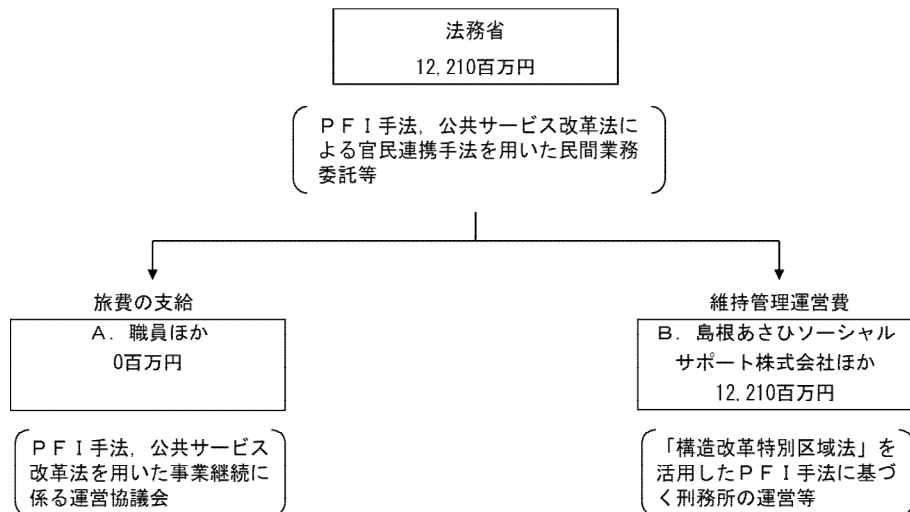 法務省
12,210百万円
ＰＦＩ手法，公共サービス改革法に
よる官民連携手法を用いた民間業務
委託等
旅費の支給
Ａ．職員ほか
0百万円
ＰＦＩ手法，公共サービス
改革法を用いた事業継続に
係る運営協議会
維持管理運営費
Ｂ．島根あさひソーシャル
サポート株式会社ほか
12,210百万円
「構造改革特別区域法」を
活用したＰＦＩ手法に基づ
く刑務所の運営等